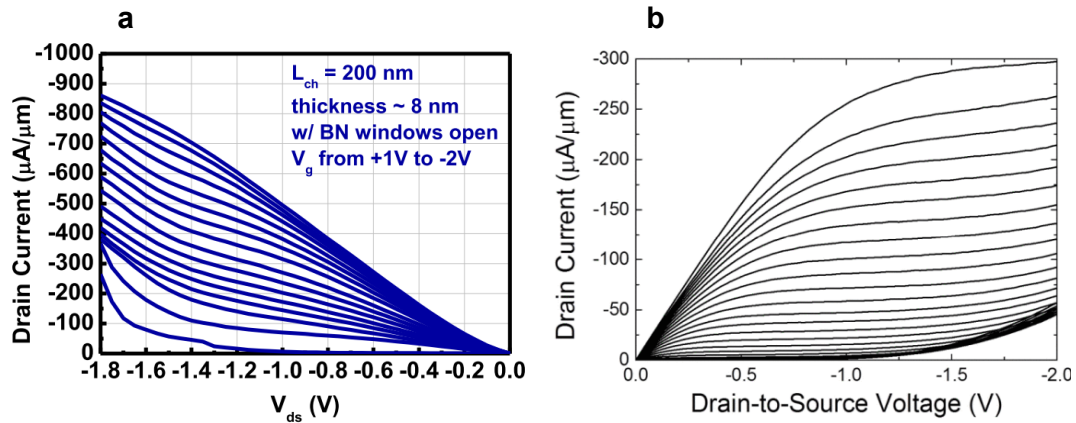 a
-1000
-900
-800
-700
-600
-500
-400
-300
-200
-100
0
Drain Current (μA/μm)
L_ch = 200 nm
thickness ~ 8 nm
w/ BN windows open
V_g from +1V to -2V
-1.8 -1.6 -1.4 -1.2 -1.0 -0.8 -0.6 -0.4 -0.2 0.0
V_ds (V)
b
-300
-250
-200
-150
-100
-50
0
Drain Current (μA/μm)
0.0 -0.5 -1.0 -1.5 -2.0
Drain-to-Source Voltage (V)